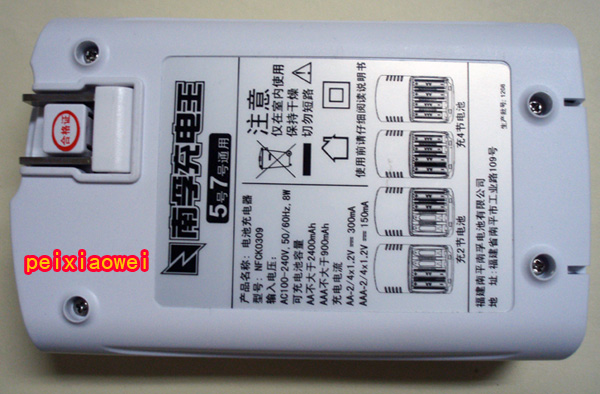 南孚充电王
5号7号通用
注意
仅在室内使用
保持干燥
切勿短路
使用前请仔细阅读说明书
产品名称: 电池充电器
型号: NFCK0309
输入电压:
AC100-240V, 50/60Hz, 8W
可充电池容量
AA不大于2400mAh
AAA不大于900mAh
充电电流
AA-2/4x1.2V 300mA
AAA-2/4x1.2V 150mA
充4节电池
充2节电池
福建南平南孚电池有限公司
地 址: 福建省南平市工业路109号
生产批号: 1208
合格证
peixiaowei